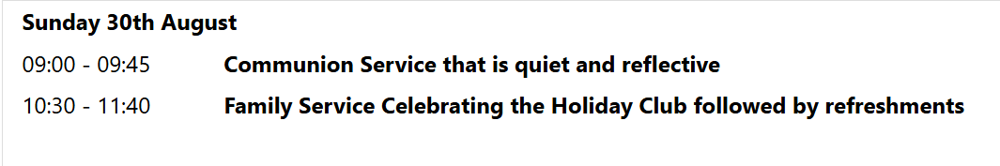 Sunday 30th August
09:00 - 09:45 Communion Service that is quiet and reflective
10:30 - 11:40 Family Service Celebrating the Holiday Club followed by refreshments